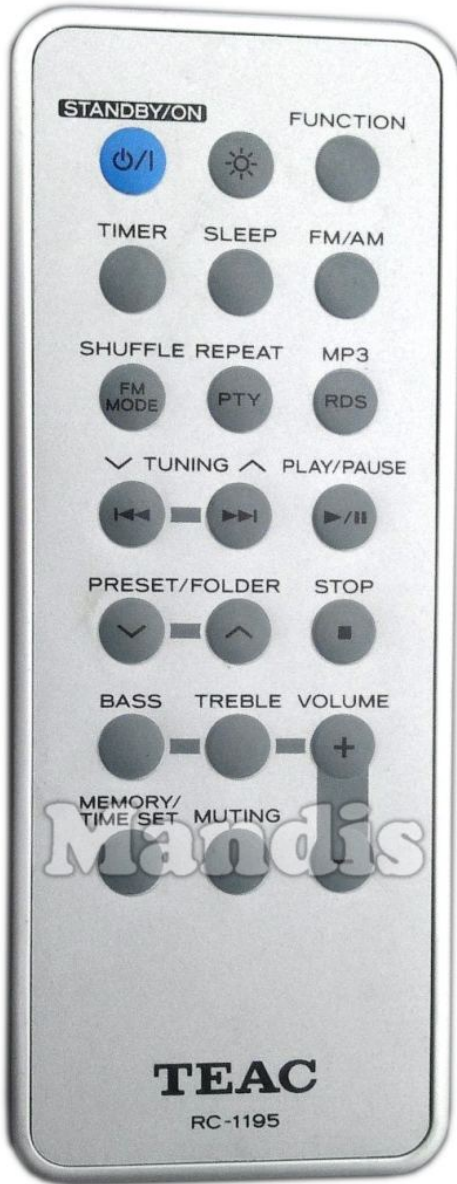 STANDBY/ON
FUNCTION
⏻/I
TIMER SLEEP FM/AM
SHUFFLE REPEAT MP3
FM
MODE
PTY
RDS
TUNING PLAY/PAUSE
PRESET/FOLDER STOP
BASS TREBLE VOLUME
+
MEMORY/
TIME SET
MUTING
-
Mandis
TEAC
RC-1195